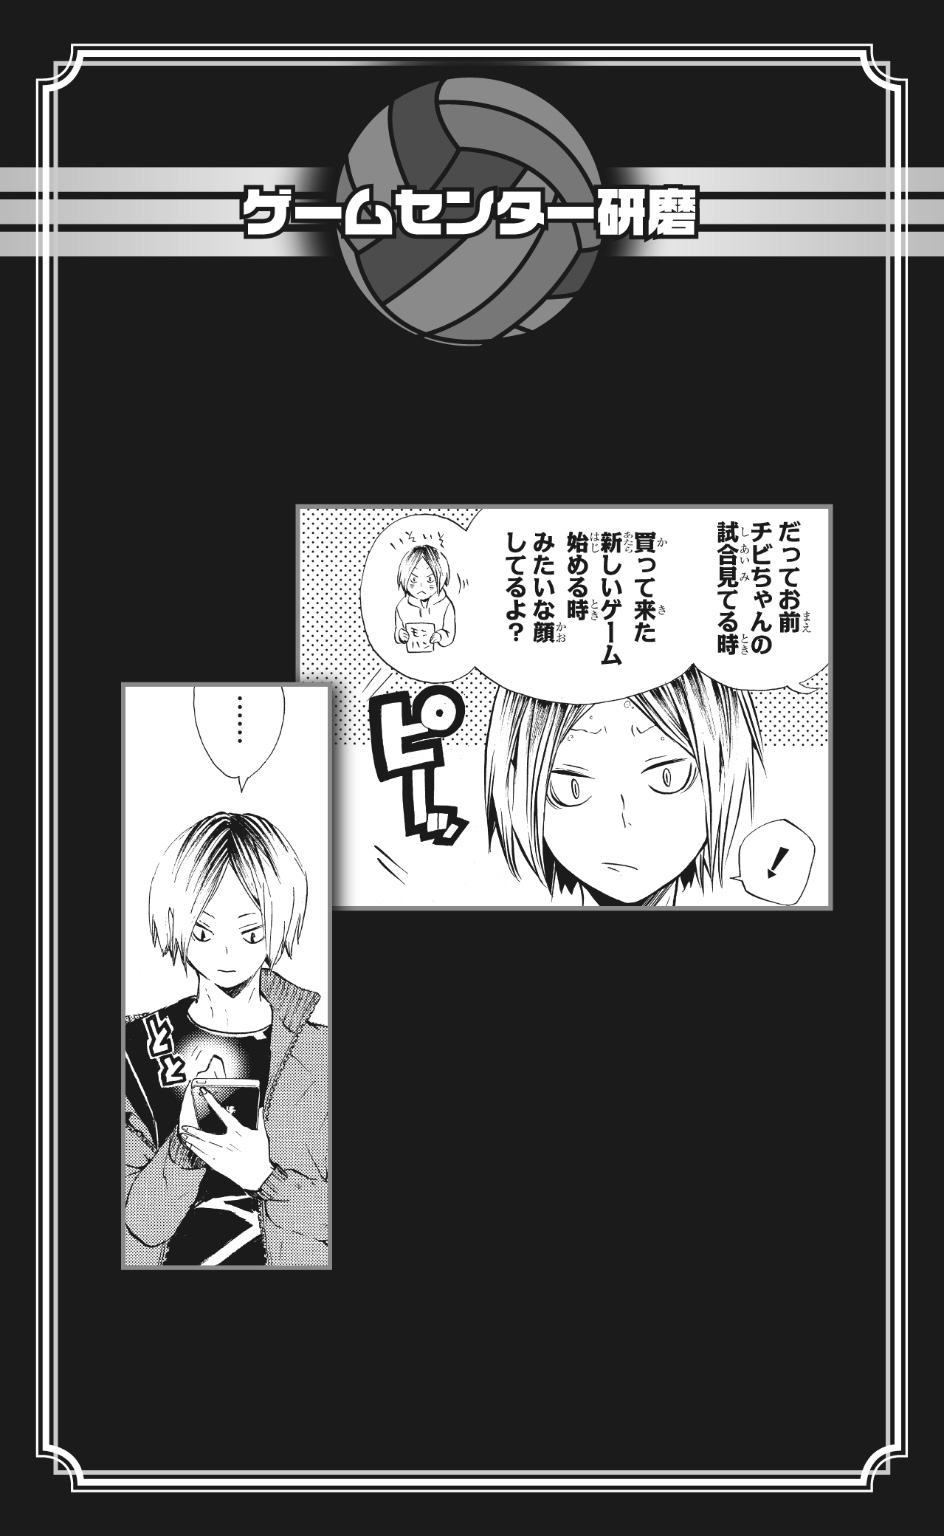 ゲームセンター研磨
だってお前
チビちゃんの
試合見てる時
買って来た
新しいゲーム
始める時
みたいな顔
してるよ?
いそいそ
ピーッ
!
……